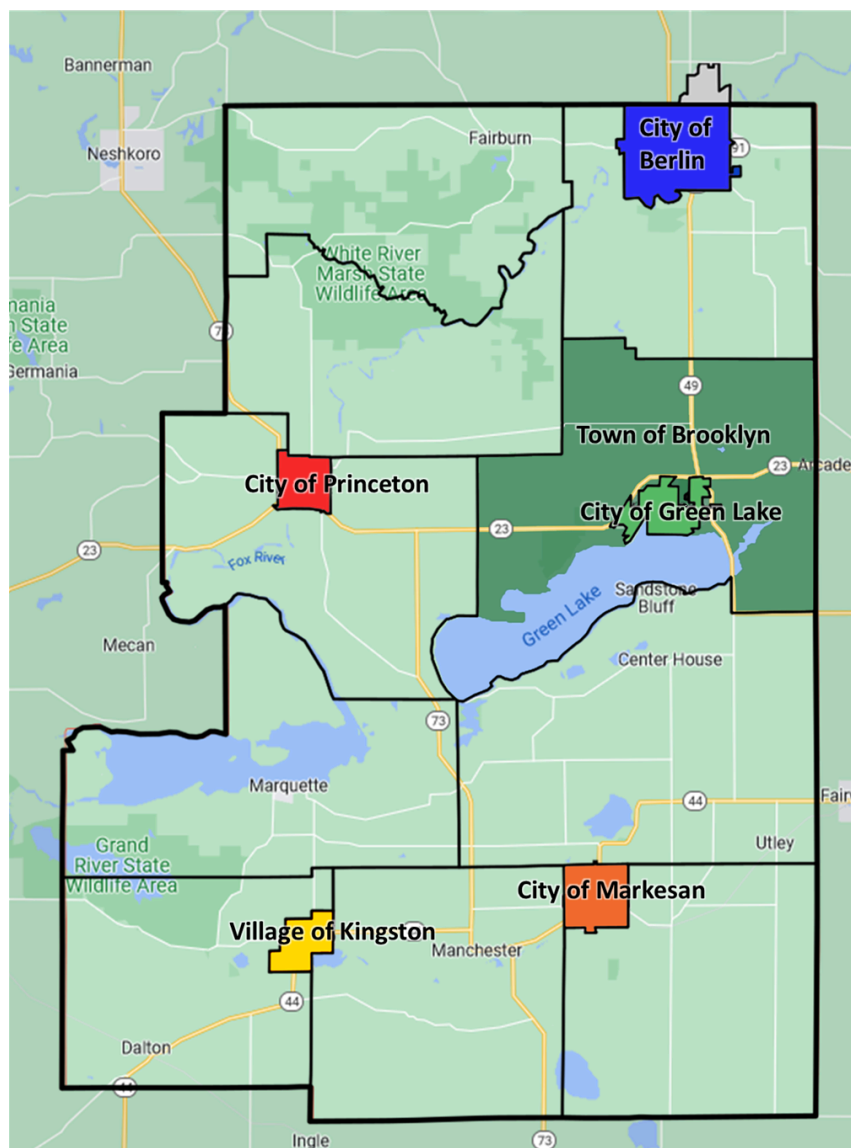 Bannerman
Neshkoro
Fairburn
City of
Berlin
91
White River
Marsh State
Wildlife Area
mania
n State
fe Area
Germania
73
49
Town of Brooklyn
23
Arcade
City of Princeton
City of Green Lake
23
23
Fox River
Sandstone
Bluff
Green Lake
Mecan
Center House
73
Marquette
44
Fairw
Utley
Grand
River State
Wildlife Area
City of Markesan
Village of Kingston
Manchester
44
Dalton
44
Ingle
73